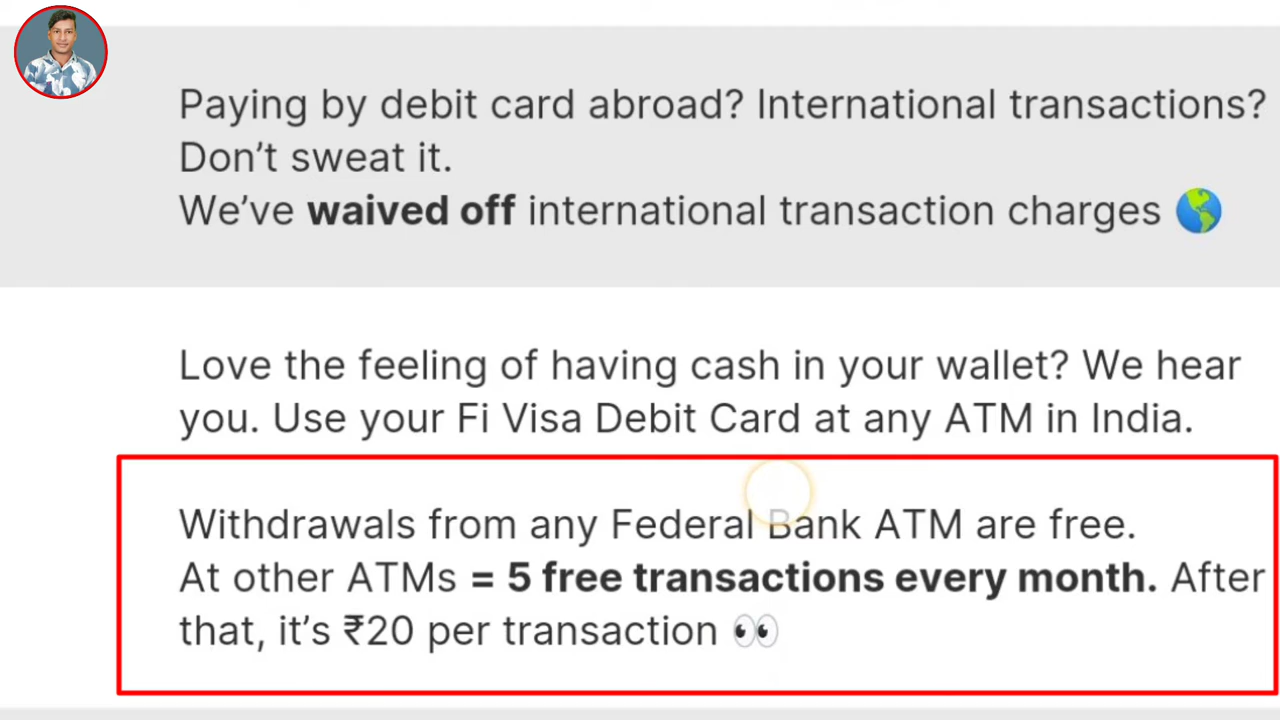 Paying by debit card abroad? International transactions?
Don’t sweat it.
We’ve waived off international transaction charges 🌎
Love the feeling of having cash in your wallet? We hear
you. Use your Fi Visa Debit Card at any ATM in India.
Withdrawals from any Federal Bank ATM are free.
At other ATMs = 5 free transactions every month. After
that, it’s ₹20 per transaction 👀